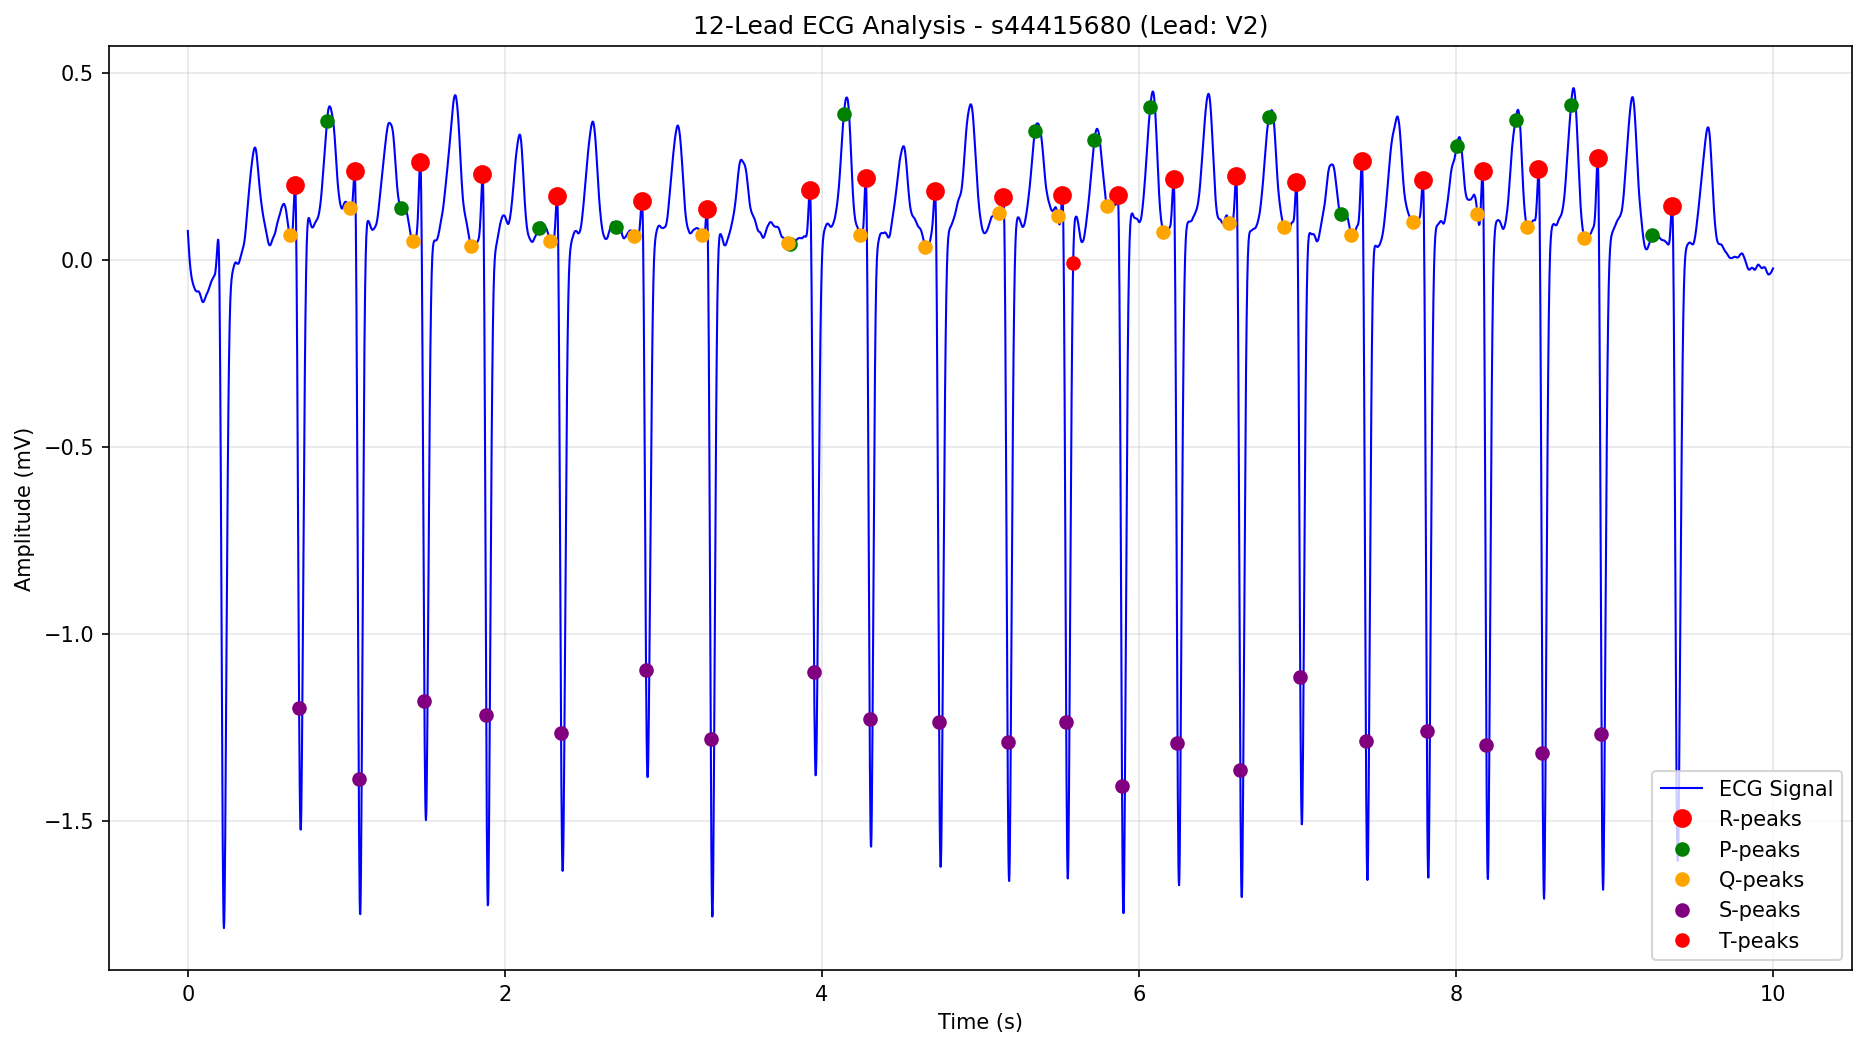 12-Lead ECG Analysis - s44415680 (Lead: V2)
0.5
0.0
−0.5
−1.0
−1.5
Amplitude (mV)
0 2 4 6 8 10
Time (s)
ECG Signal
R-peaks
P-peaks
Q-peaks
S-peaks
T-peaks